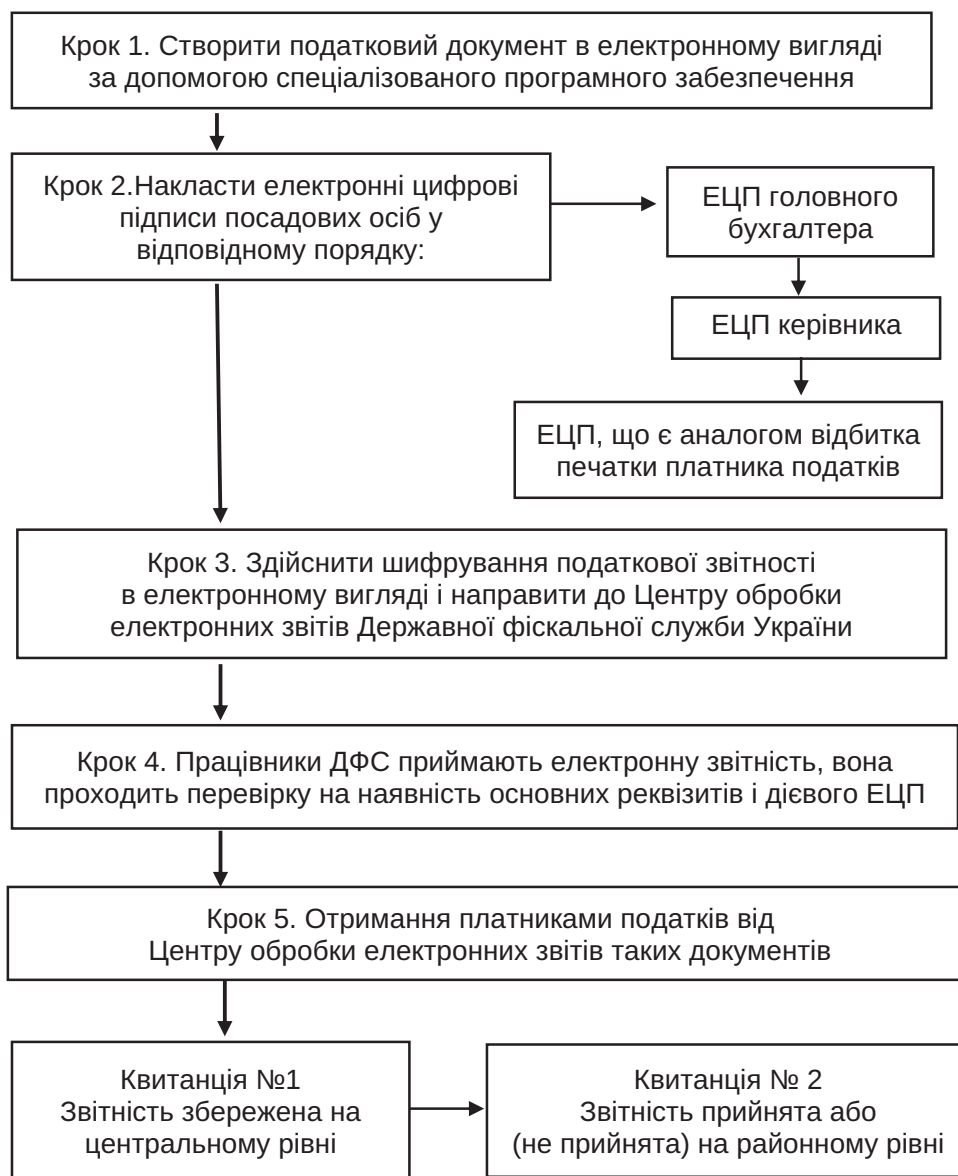 Крок 1. Створити податковий документ в електронному вигляді
за допомогою спеціалізованого програмного забезпечення
Крок 2.Накласти електронні цифрові
підписи посадових осіб у
відповідному порядку:
ЕЦП головного
бухгалтера
ЕЦП керівника
ЕЦП, що є аналогом відбитка
печатки платника податків
Крок 3. Здійснити шифрування податкової звітності
в електронному вигляді і направити до Центру обробки
електронних звітів Державної фіскальної служби України
Крок 4. Працівники ДФС приймають електронну звітність, вона
проходить перевірку на наявність основних реквізитів і дієвого ЕЦП
Крок 5. Отримання платниками податків від
Центру обробки електронних звітів таких документів
Квитанція №1
Звітність збережена на
центральному рівні
Квитанція № 2
Звітність прийнята або
(не прийнята) на районному рівні